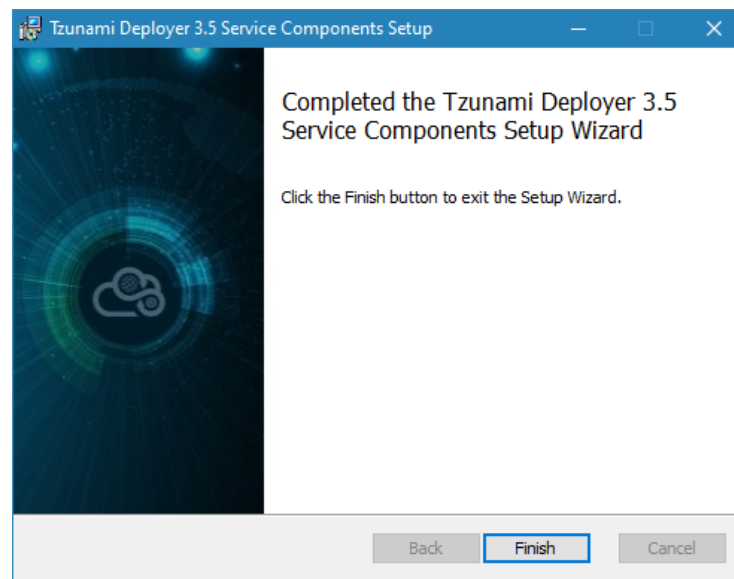 Tzunami Deployer 3.5 Service Components Setup
Completed the Tzunami Deployer 3.5
Service Components Setup Wizard
Click the Finish button to exit the Setup Wizard.
Back Finish Cancel